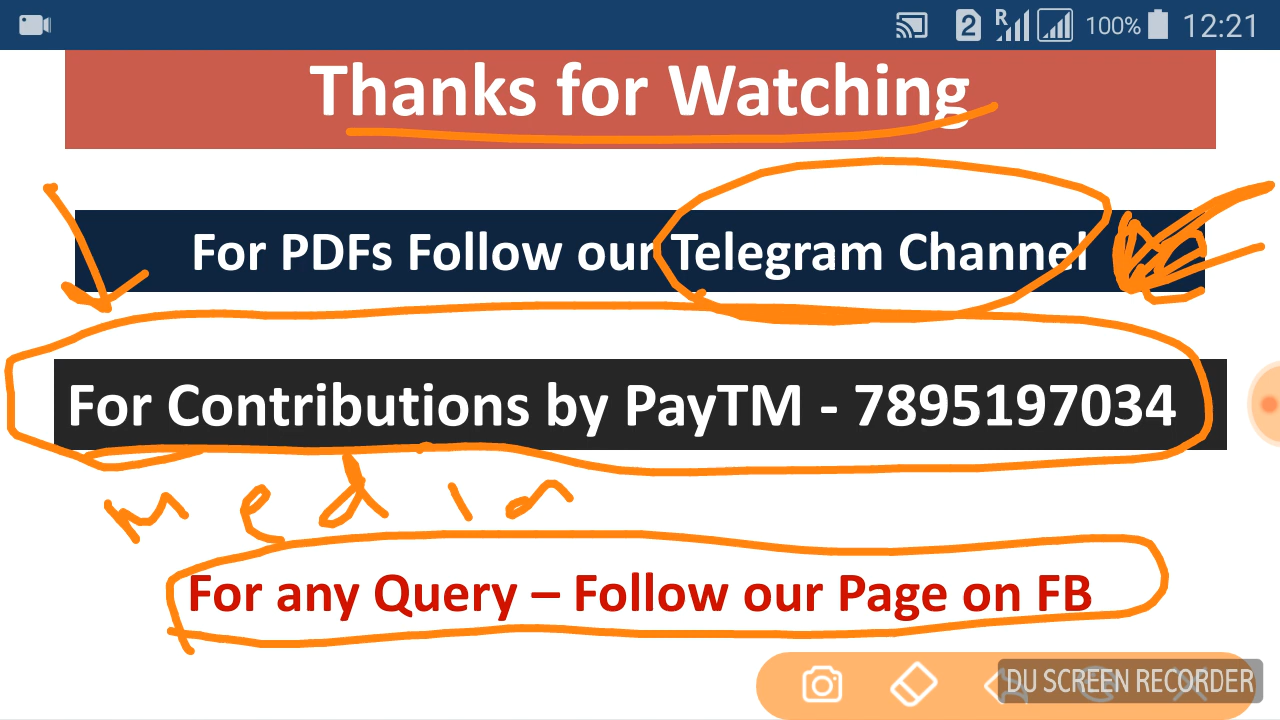 R 2 100% 12:21
Thanks for Watching
For PDFs Follow our Telegram Channel
For Contributions by PayTM - 7895197034
media
For any Query – Follow our Page on FB
DU SCREEN RECORDER